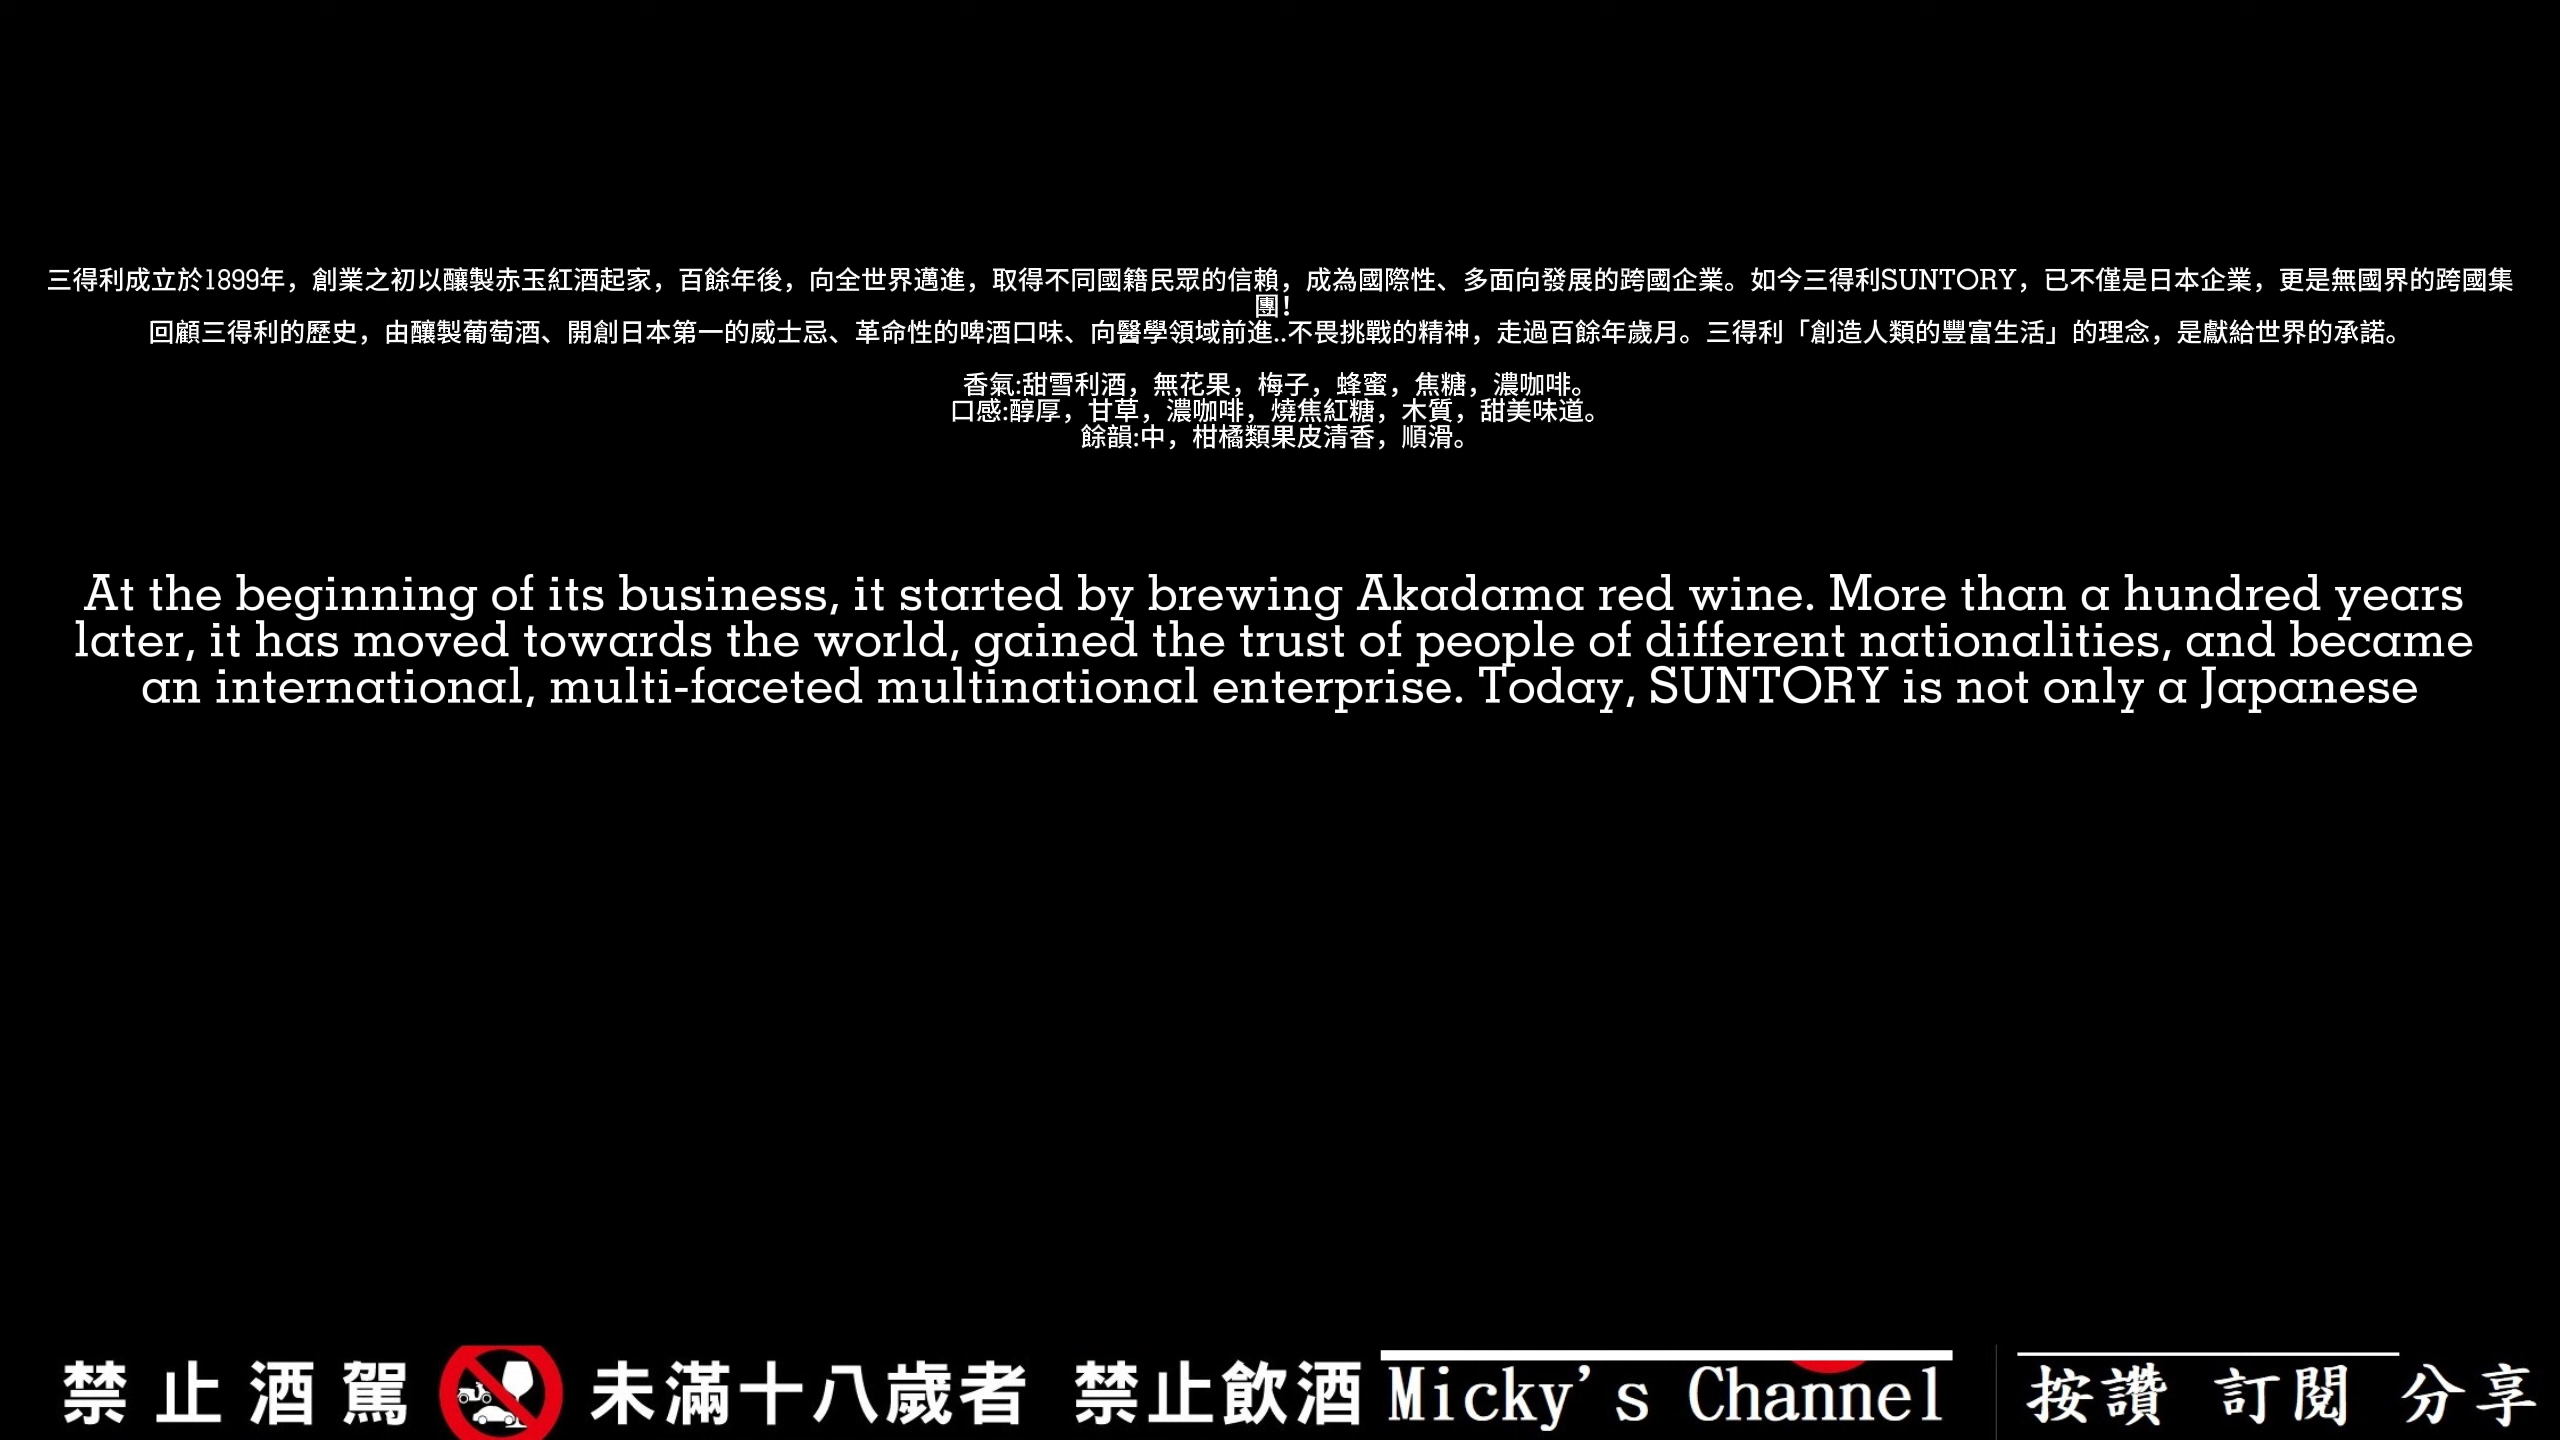 三得利成立於1899年，創業之初以釀製赤玉紅酒起家，百餘年後，向全世界邁進，取得不同國籍民眾的信賴，成為國際性、多面向發展的跨國企業。如今三得利SUNTORY，已不僅是日本企業，更是無國界的跨國集
團！
回顧三得利的歷史，由釀製葡萄酒、開創日本第一的威士忌、革命性的啤酒口味、向醫學領域前進..不畏挑戰的精神，走過百餘年歲月。三得利「創造人類的豐富生活」的理念，是獻給世界的承諾。
香氣:甜雪利酒，無花果，梅子，蜂蜜，焦糖，濃咖啡。
口感:醇厚，甘草，濃咖啡，燒焦紅糖，木質，甜美味道。
餘韻:中，柑橘類果皮清香，順滑。
At the beginning of its business, it started by brewing Akadama red wine. More than a hundred years
later, it has moved towards the world, gained the trust of people of different nationalities, and became
an international, multi-faceted multinational enterprise. Today, SUNTORY is not only a Japanese
禁止酒駕 未滿十八歲者 禁止飲酒 Micky's Channel 按讚 訂閱 分享